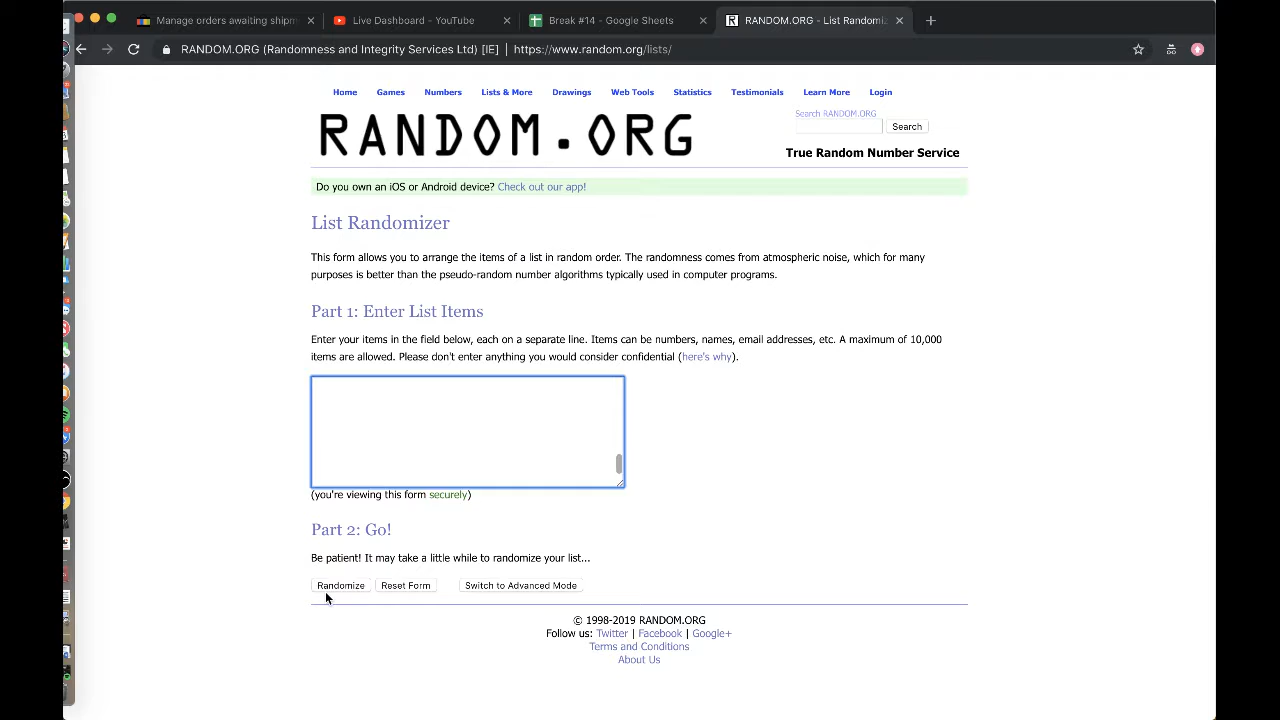 Manage orders awaiting shipm
Live Dashboard - YouTube
Break #14 - Google Sheets
RANDOM.ORG - List Randomiz
RANDOM.ORG (Randomness and Integrity Services Ltd) [IE] | https://www.random.org/lists/
Home Games Numbers Lists & More Drawings Web Tools Statistics Testimonials Learn More Login
RANDOM.ORG
Search RANDOM.ORG
Search
True Random Number Service
Do you own an iOS or Android device? Check out our app!
List Randomizer
This form allows you to arrange the items of a list in random order. The randomness comes from atmospheric noise, which for many
purposes is better than the pseudo-random number algorithms typically used in computer programs.
Part 1: Enter List Items
Enter your items in the field below, each on a separate line. Items can be numbers, names, email addresses, etc. A maximum of 10,000
items are allowed. Please don't enter anything you would consider confidential (here's why).
(you're viewing this form securely)
Part 2: Go!
Be patient! It may take a little while to randomize your list...
Randomize Reset Form Switch to Advanced Mode
© 1998-2019 RANDOM.ORG
Follow us: Twitter | Facebook | Google+
Terms and Conditions
About Us